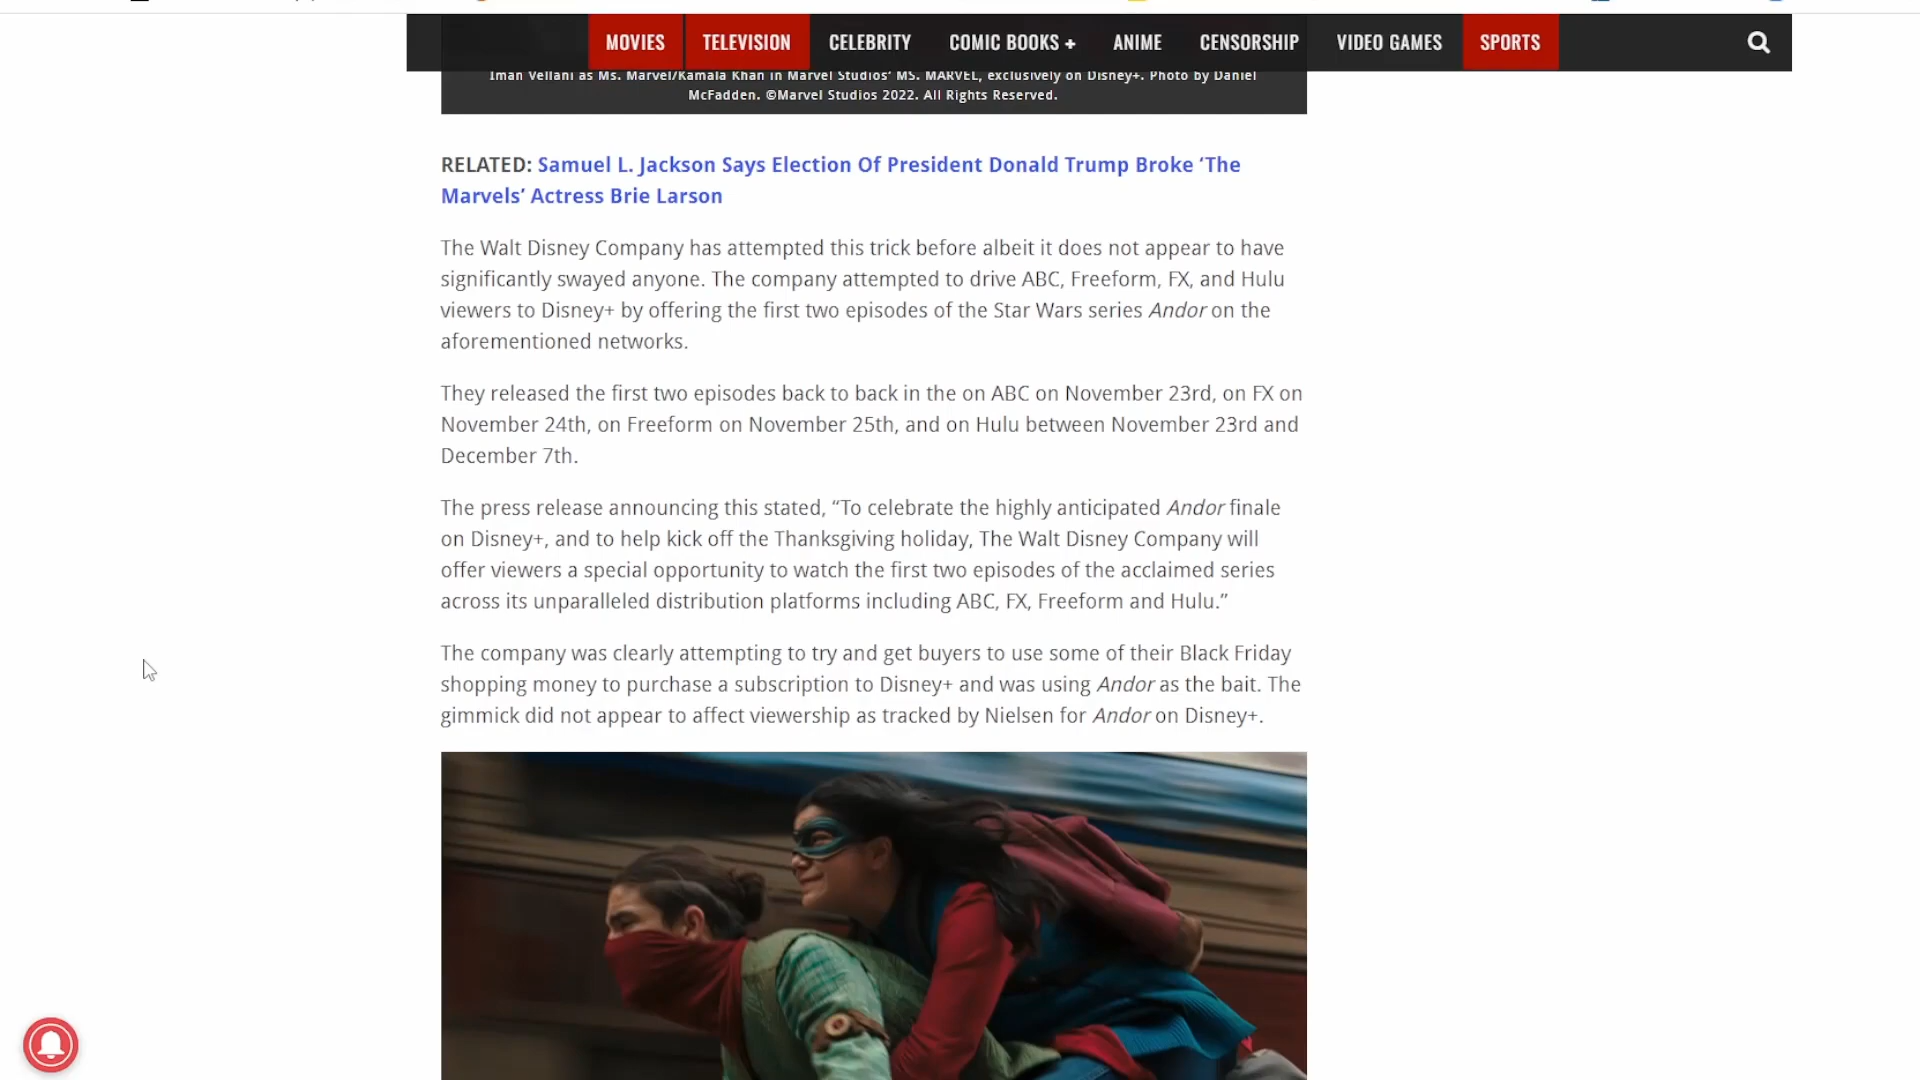 MOVIES TELEVISION CELEBRITY COMIC BOOKS + ANIME CENSORSHIP VIDEO GAMES SPORTS
Iman Vellani as Ms. Marvel/Kamala Khan in Marvel Studios' MS. MARVEL, exclusively on Disney+. Photo by Daniel
McFadden. ©Marvel Studios 2022. All Rights Reserved.
RELATED: Samuel L. Jackson Says Election Of President Donald Trump Broke ‘The
Marvels’ Actress Brie Larson
The Walt Disney Company has attempted this trick before albeit it does not appear to have
significantly swayed anyone. The company attempted to drive ABC, Freeform, FX, and Hulu
viewers to Disney+ by offering the first two episodes of the Star Wars series Andor on the
aforementioned networks.
They released the first two episodes back to back in the on ABC on November 23rd, on FX on
November 24th, on Freeform on November 25th, and on Hulu between November 23rd and
December 7th.
The press release announcing this stated, “To celebrate the highly anticipated Andor finale
on Disney+, and to help kick off the Thanksgiving holiday, The Walt Disney Company will
offer viewers a special opportunity to watch the first two episodes of the acclaimed series
across its unparalleled distribution platforms including ABC, FX, Freeform and Hulu.”
The company was clearly attempting to try and get buyers to use some of their Black Friday
shopping money to purchase a subscription to Disney+ and was using Andor as the bait. The
gimmick did not appear to affect viewership as tracked by Nielsen for Andor on Disney+.